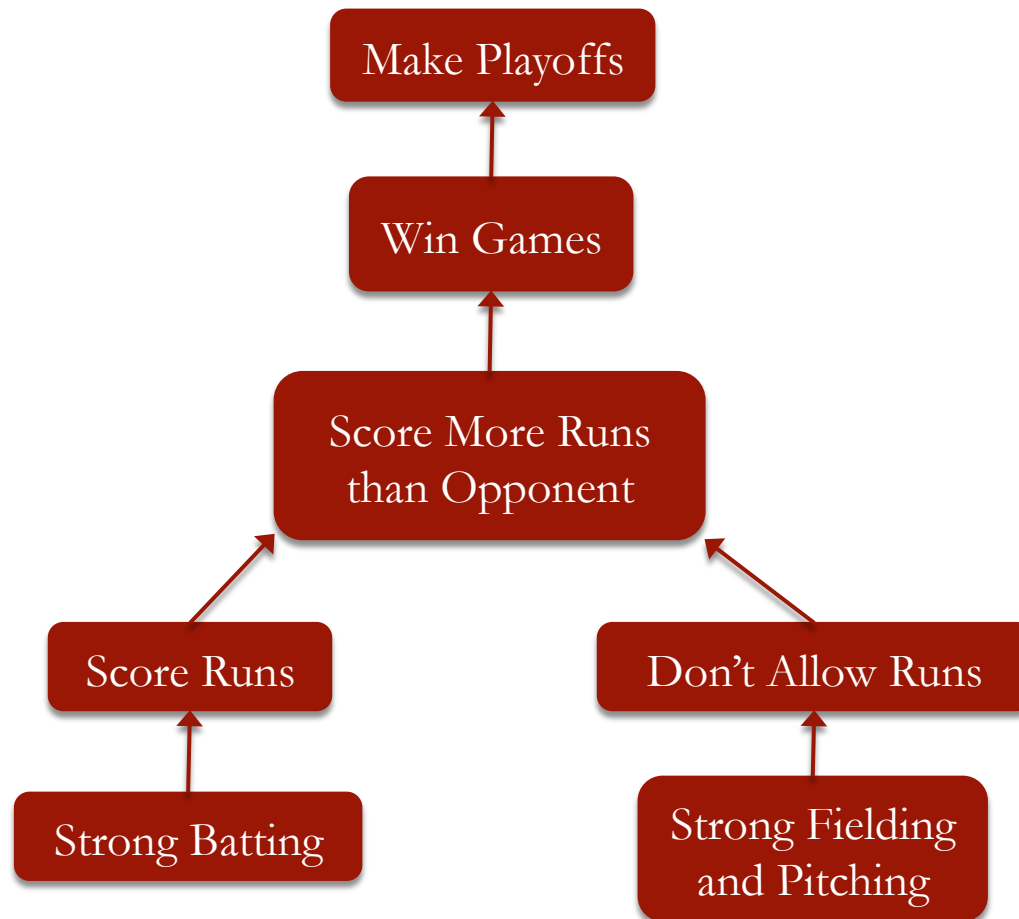 Make Playoffs
Win Games
Score More Runs
than Opponent
Score Runs
Don’t Allow Runs
Strong Batting
Strong Fielding
and Pitching